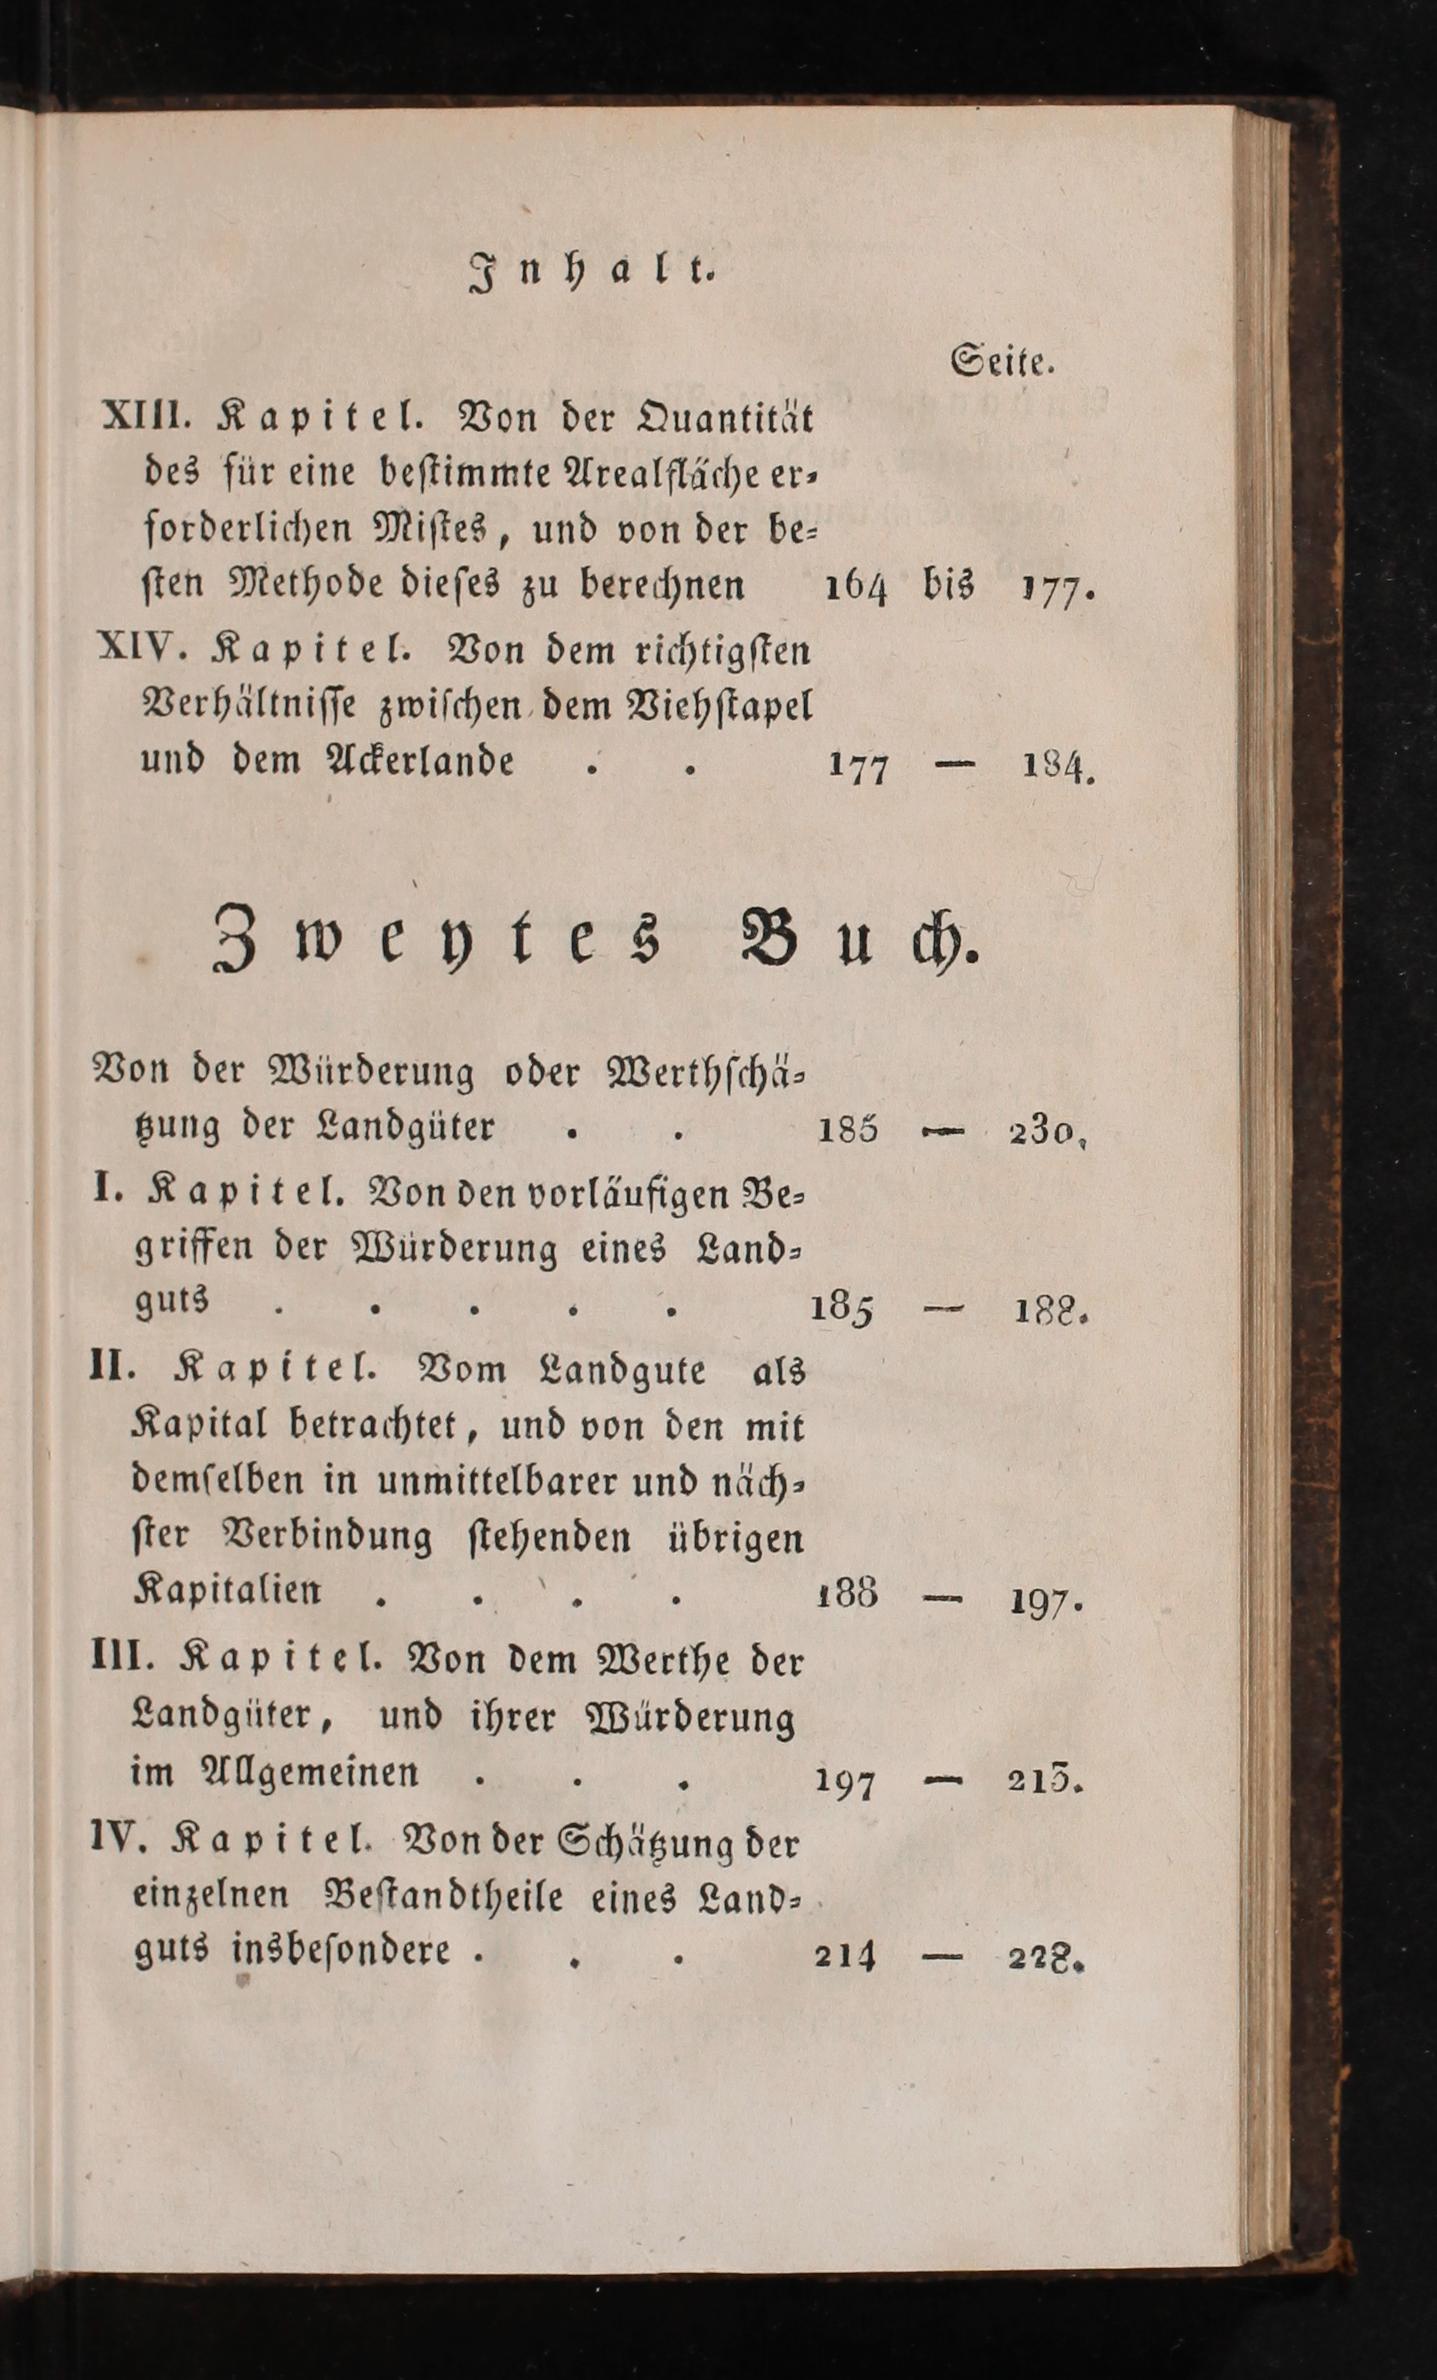 Inhalt.
Seite.
XIII. Kapitel. Von der Quantität
des für eine beſtimmte Arealfläche er⸗
forderlichen Miſtes, und von der be⸗
ſten Methode dieſes zu berechnen 164 bis 177.
XIV. Kapitel. Von dem richtigſten
Verhältniſſe zwiſchen dem Viehſtapel
und dem Ackerlande . . 177 — 184.
Zweytes Buch.
Von der Würderung oder Werthſchä⸗
tzung der Landgüter . . 185 — 230.
I. Kapitel. Von den vorläufigen Be⸗
griffen der Würderung eines Land⸗
guts . . . . . 185 — 188.
II. Kapitel. Vom Landgute als
Kapital betrachtet, und von den mit
demſelben in unmittelbarer und näch⸗
ſter Verbindung ſtehenden übrigen
Kapitalien . . . . 188 — 197.
III. Kapitel. Von dem Werthe der
Landgüter, und ihrer Würderung
im Allgemeinen . . . 197 — 213.
IV. Kapitel. Von der Schätzung der
einzelnen Beſtandtheile eines Land⸗
guts insbeſondere . . . 214 — 228.